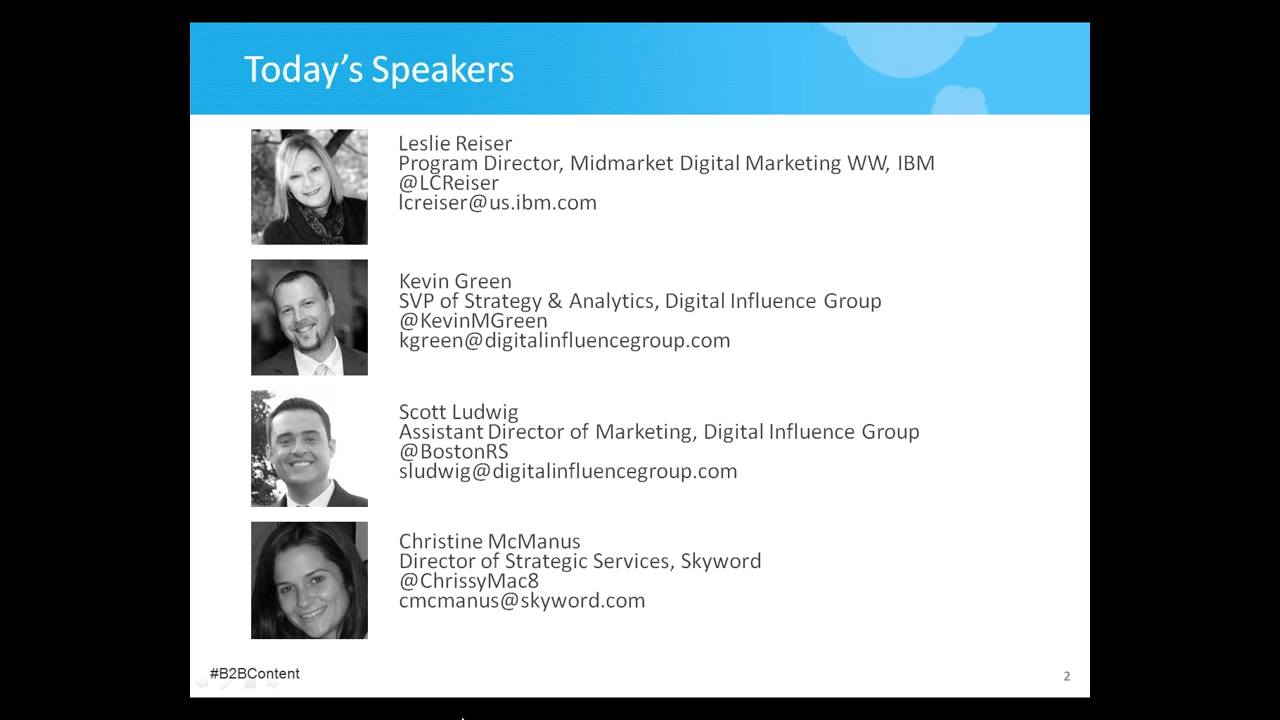 Today's Speakers
Leslie Reiser
Program Director, Midmarket Digital Marketing WW, IBM
@LCReiser
lcreiser@us.ibm.com
Kevin Green
SVP of Strategy & Analytics, Digital Influence Group
@KevinMGreen
kgreen@digitalinfluencegroup.com
Scott Ludwig
Assistant Director of Marketing, Digital Influence Group
@BostonRS
sludwig@digitalinfluencegroup.com
Christine McManus
Director of Strategic Services, Skyword
@ChrissyMac8
cmcmanus@skyword.com
#B2BContent
2